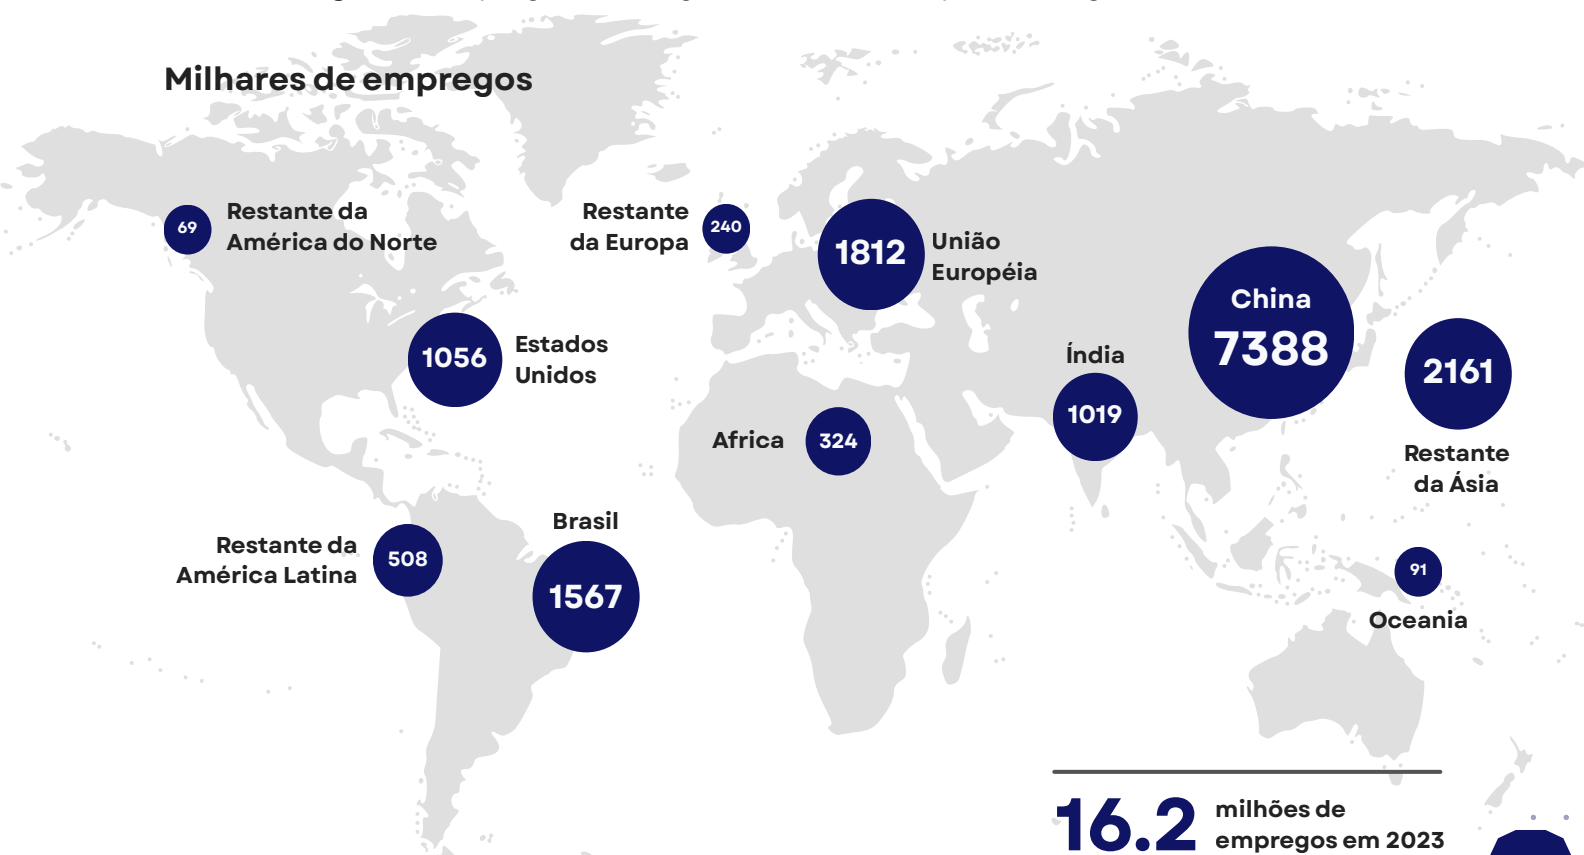 Milhares de empregos
69
Restante da
América do Norte
Restante
da Europa
240
1812
União
Européia
China
7388
1056
Estados
Unidos
Índia
1019
2161
Restante
da Ásia
Africa
324
Restante da
América Latina
508
Brasil
1567
91
Oceania
16.2
milhões de
empregos em 2023